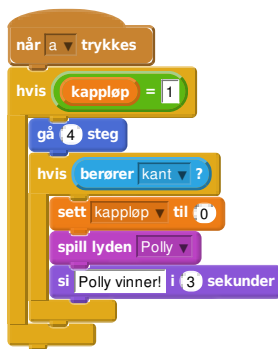 når a trykkes
hvis kappløp = 1
gå 4 steg
hvis berører kant ?
sett kappløp til 0
spill lyden Polly
si Polly vinner! i 3 sekunder